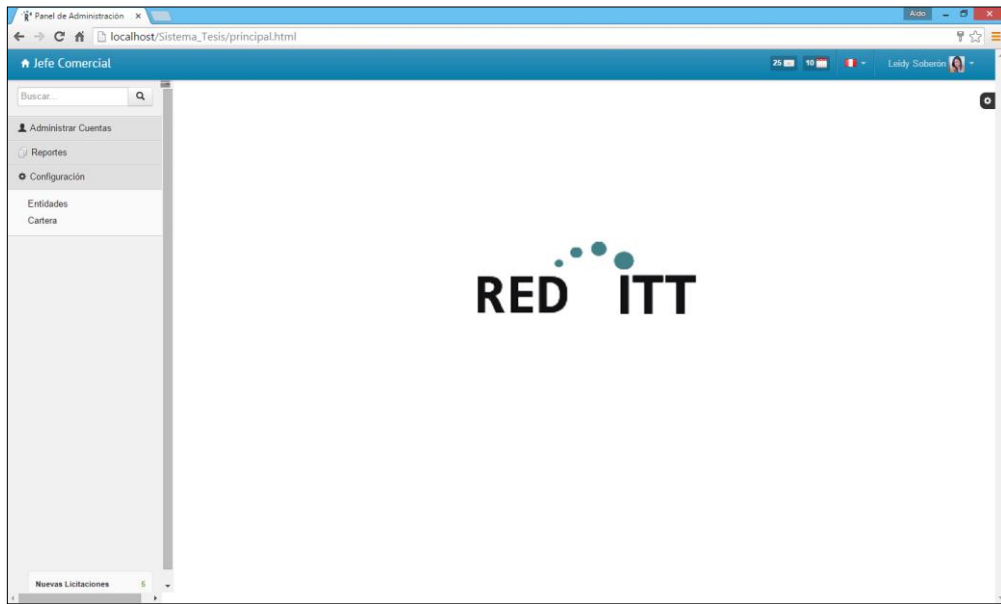 Panel de Administración
Aldo
localhost/Sistema_Tesis/principal.html
Jefe Comercial
25
10
Leidy Soberón
Buscar...
Administrar Cuentas
Reportes
Configuración
Entidades
Cartera
RED ITT
Nuevas Licitaciones 5